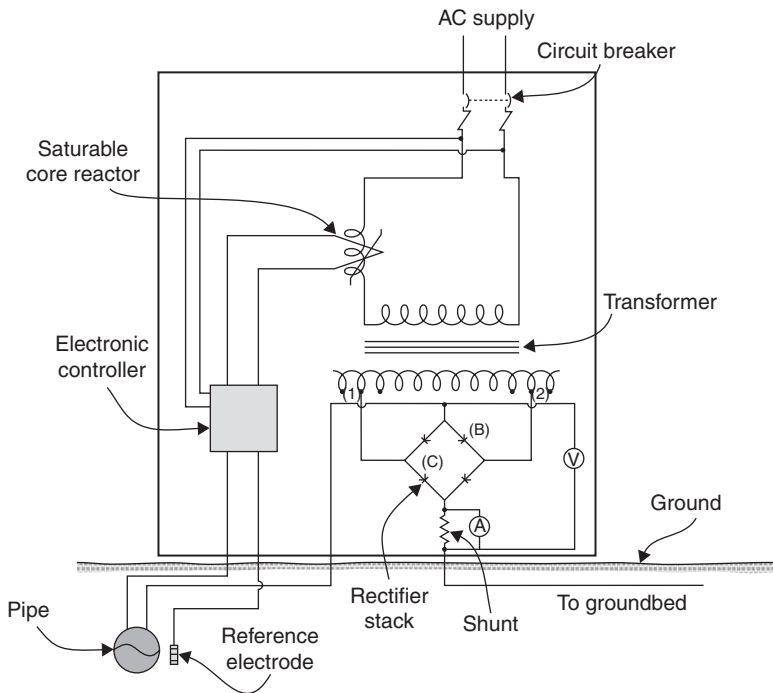 AC supply
Circuit breaker
Saturable
core reactor
Transformer
Electronic
controller
(1)
(2)
(B)
(C)
V
A
Ground
Rectifier
stack
Shunt
To groundbed
Pipe
Reference
electrode